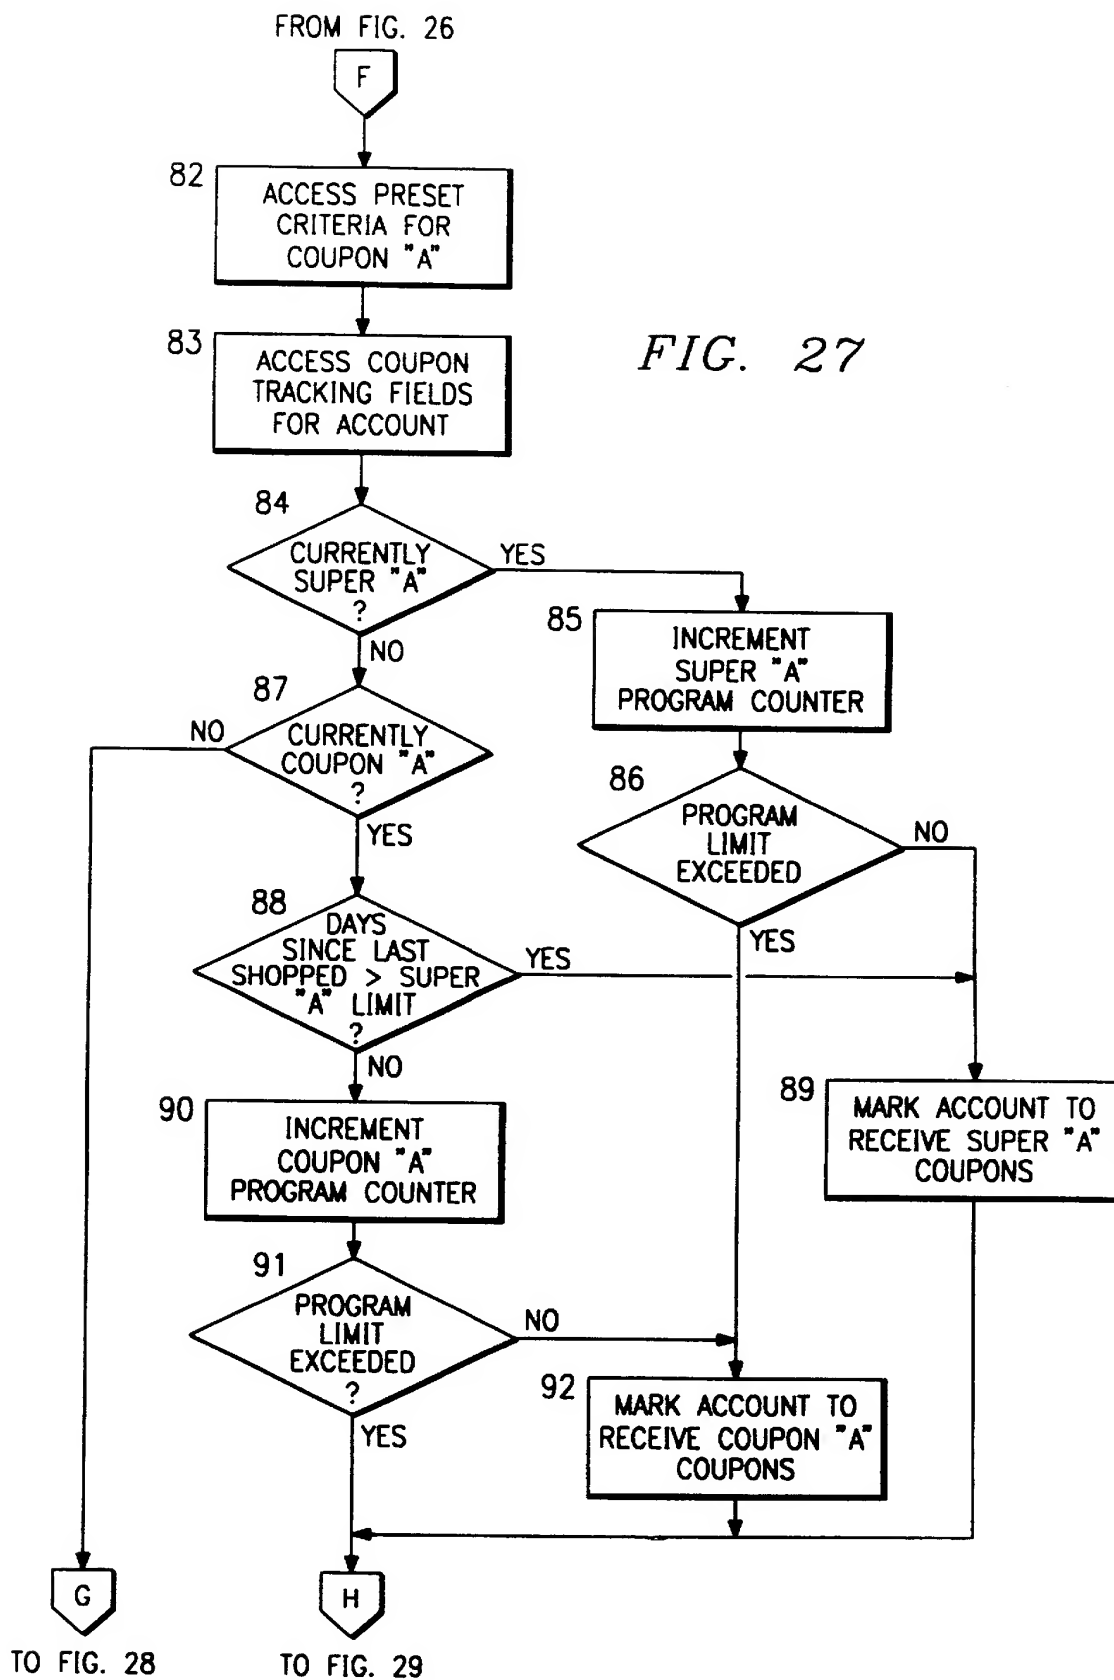 FROM FIG. 26
F
82
ACCESS PRESET
CRITERIA FOR
COUPON "A"
83
ACCESS COUPON
TRACKING FIELDS
FOR ACCOUNT
FIG. 27
84
CURRENTLY
SUPER "A"
?
YES
NO
85
INCREMENT
SUPER "A"
PROGRAM COUNTER
87
CURRENTLY
COUPON "A"
?
NO
YES
86
PROGRAM
LIMIT
EXCEEDED
NO
YES
88
DAYS
SINCE LAST
SHOPPED > SUPER
"A" LIMIT
?
YES
NO
89
MARK ACCOUNT TO
RECEIVE SUPER "A"
COUPONS
90
INCREMENT
COUPON "A"
PROGRAM COUNTER
91
PROGRAM
LIMIT
EXCEEDED
?
NO
YES
92
MARK ACCOUNT TO
RECEIVE COUPON "A"
COUPONS
G
H
TO FIG. 28
TO FIG. 29